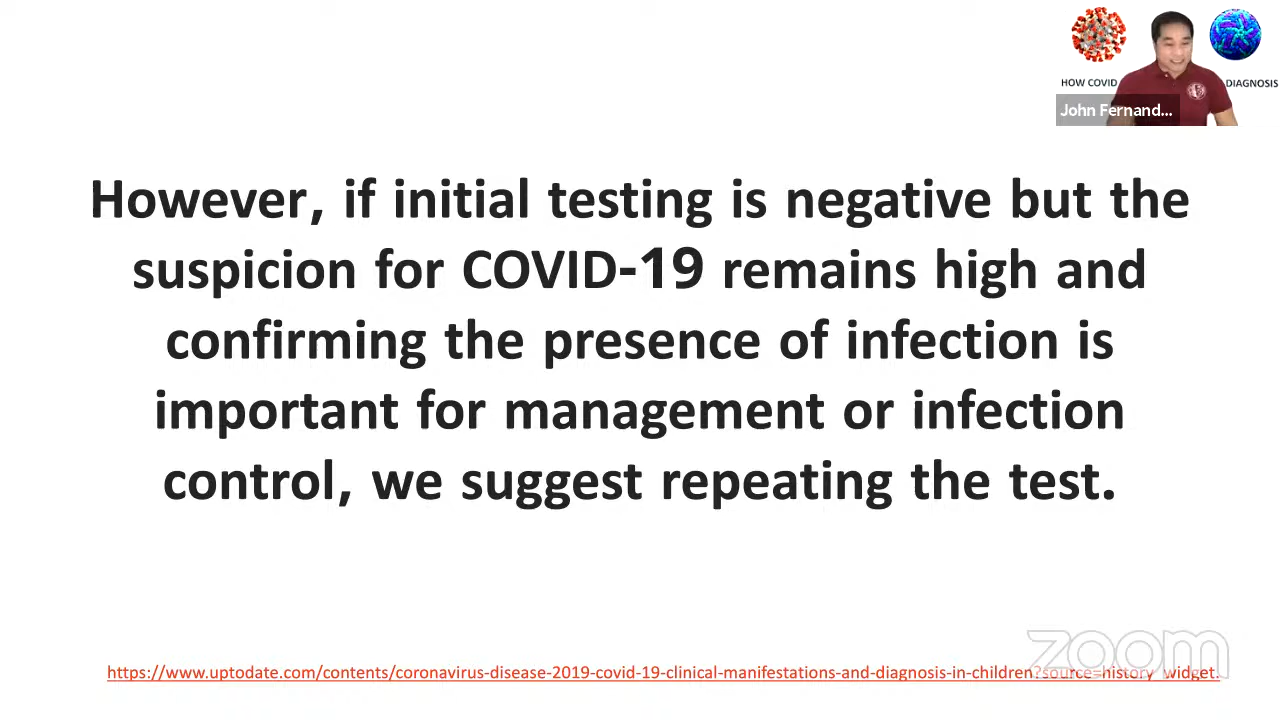 HOW COVID
DIAGNOSIS
John Fernand...
However, if initial testing is negative but the
suspicion for COVID-19 remains high and
confirming the presence of infection is
important for management or infection
control, we suggest repeating the test.
zoom
https://www.uptodate.com/contents/coronavirus-disease-2019-covid-19-clinical-manifestations-and-diagnosis-in-children?source=history_widget.